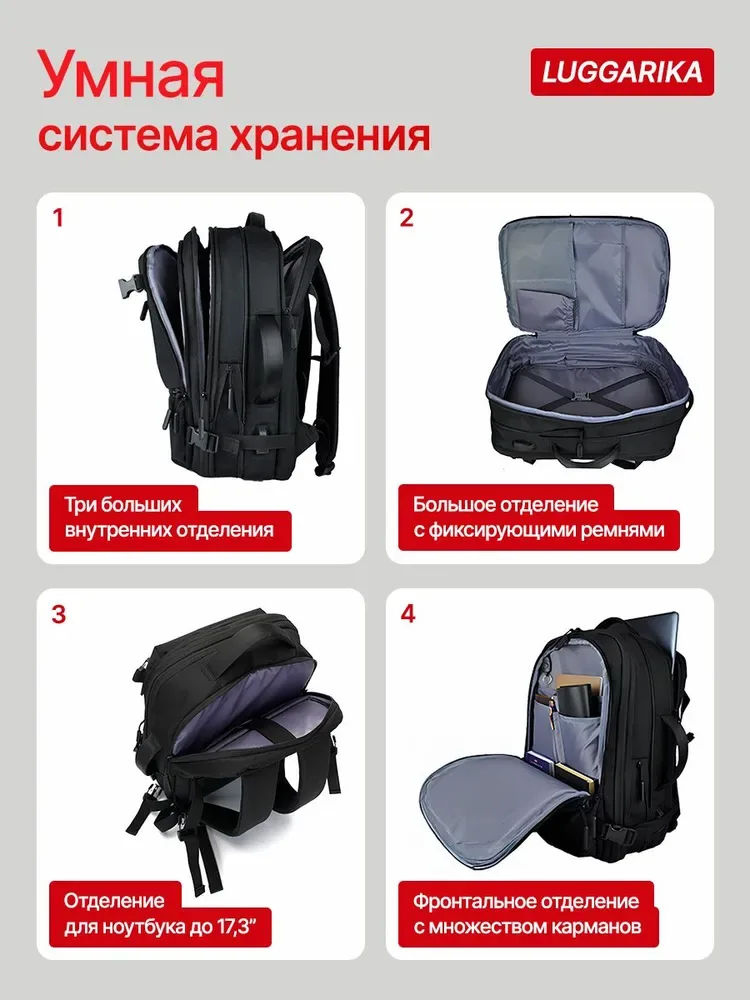 Умная
система хранения
LUGGARIKA
1
Три больших
внутренних отделения
2
Большое отделение
с фиксирующими ремнями
3
Отделение
для ноутбука до 17,3”
4
Фронтальное отделение
с множеством карманов